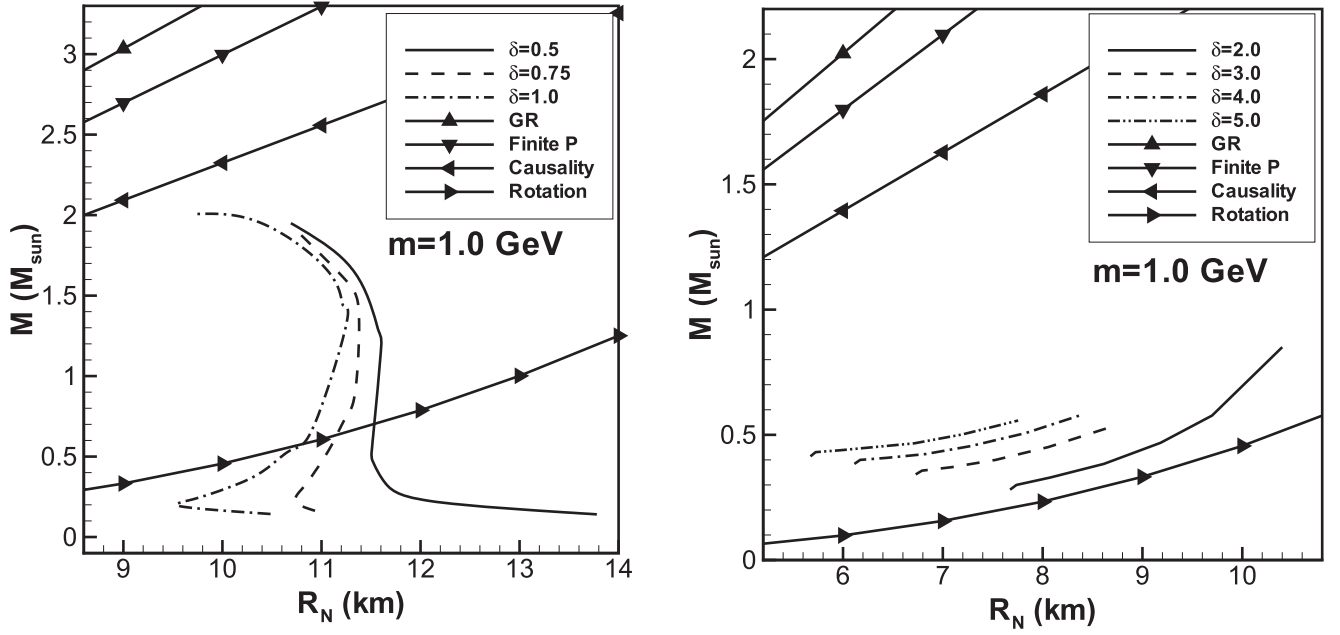 δ=0.5
δ=0.75
δ=1.0
GR
Finite P
Causality
Rotation
m=1.0 GeV
3
2.5
2
1.5
1
0.5
0
M (M_sun)
9 10 11 12 13 14
R_N (km)
δ=2.0
δ=3.0
δ=4.0
δ=5.0
GR
Finite P
Causality
Rotation
m=1.0 GeV
2
1.5
1
0.5
0
M (M_sun)
6 7 8 9 10
R_N (km)